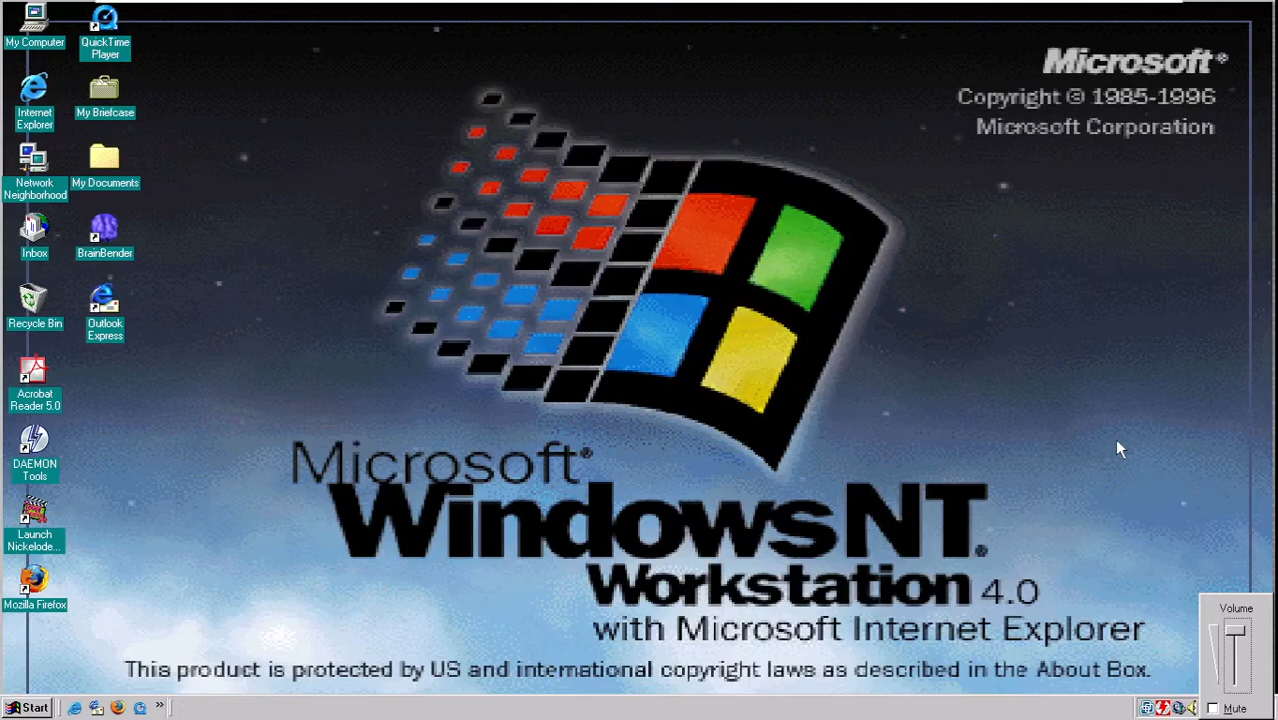 My Computer
QuickTime
Player
Internet
Explorer
My Briefcase
Network
Neighborhood
My Documents
Inbox
BrainBender
Recycle Bin
Outlook
Express
Acrobat
Reader 5.0
DAEMON
Tools
Launch
Nickelode...
Mozilla Firefox
Microsoft®
Copyright © 1985-1996
Microsoft Corporation
Microsoft®
Windows NT®
Workstation 4.0
with Microsoft Internet Explorer
This product is protected by US and international copyright laws as described in the About Box.
Volume
Mute
Start